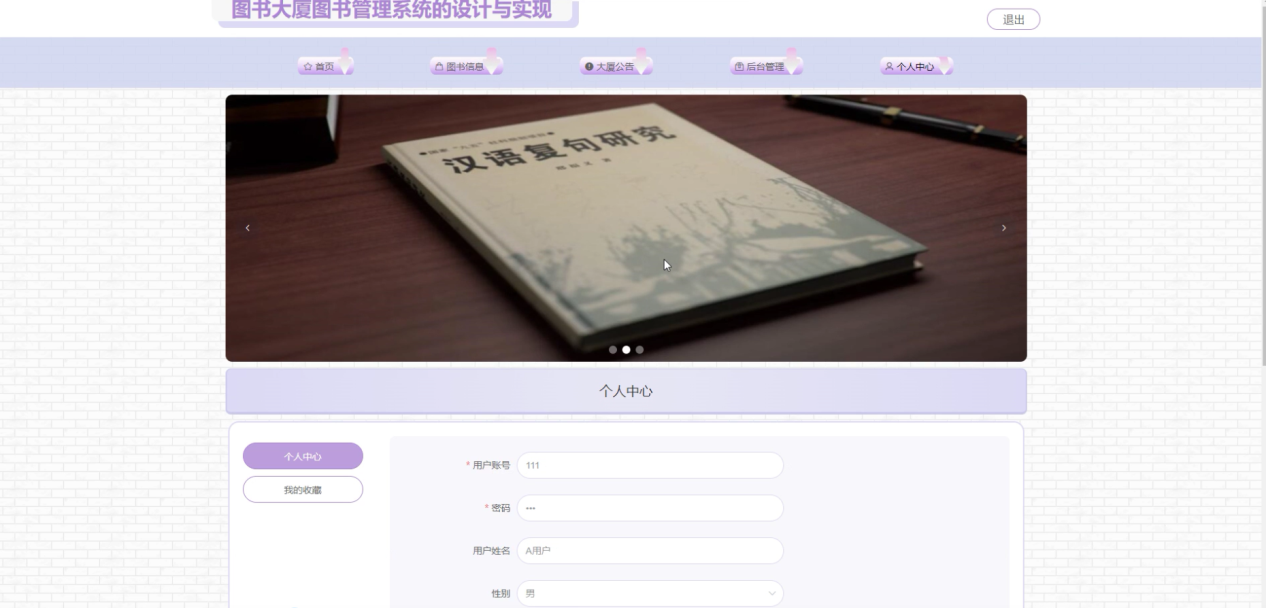 图书大厦图书管理系统的设计与实现
退出
首页
图书信息
大厦公告
后台管理
个人中心
汉语复句研究
个人中心
个人中心
我的收藏
* 用户账号
111
* 密码
•••
用户姓名
A用户
性别
男